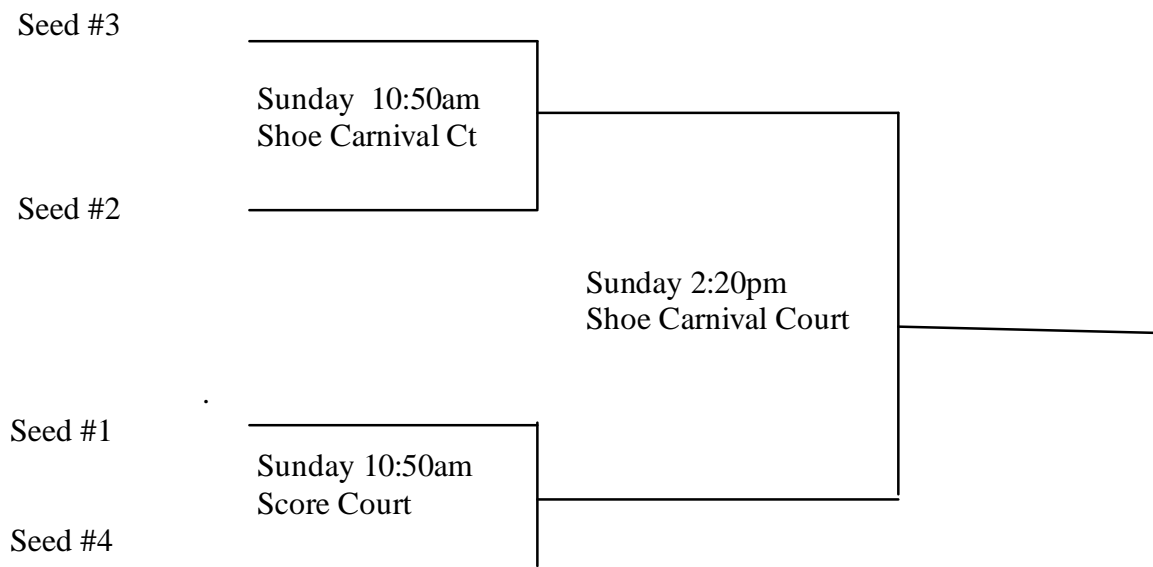 Seed #3
Sunday  10:50am
Shoe Carnival Ct
Seed #2
Sunday 2:20pm
Shoe Carnival Court
.
Seed #1
Sunday 10:50am
Score Court
Seed #4